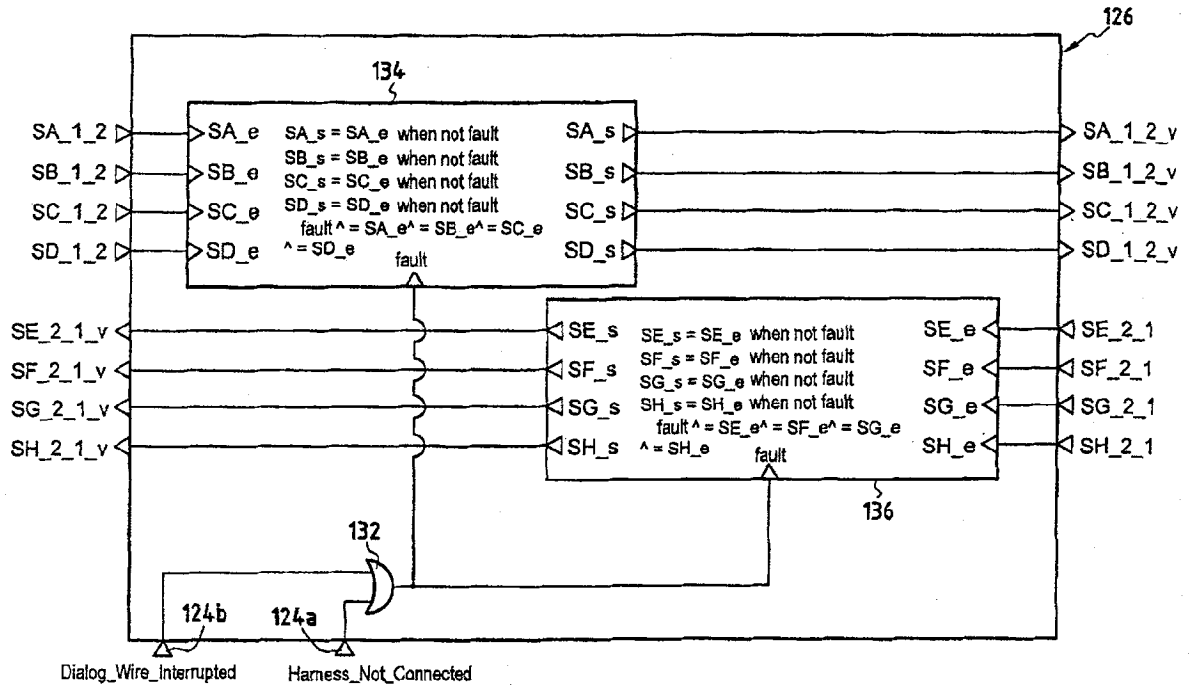 126
134
SA_1_2 SA_e SA_s = SA_e when not fault SA_s SA_1_2_v
SB_1_2 SB_e SB_s = SB_e when not fault SB_s SB_1_2_v
SC_1_2 SC_e SC_s = SC_e when not fault SC_s SC_1_2_v
SD_1_2 SD_e SD_s = SD_e when not fault SD_s SD_1_2_v
fault ^ = SA_e^ = SB_e^ = SC_e
^ = SD_e
fault
SE_2_1_v SE_s SE_s = SE_e when not fault SE_e SE_2_1
SF_2_1_v SF_s SF_s = SF_e when not fault SF_e SF_2_1
SG_2_1_v SG_s SG_s = SG_e when not fault SG_e SG_2_1
SH_2_1_v SH_s SH_s = SH_e when not fault SH_e SH_2_1
fault ^ = SE_e^ = SF_e^ = SG_e
^ = SH_e
fault
136
132
124b
124a
Dialog_Wire_Interrupted
Harness_Not_Connected